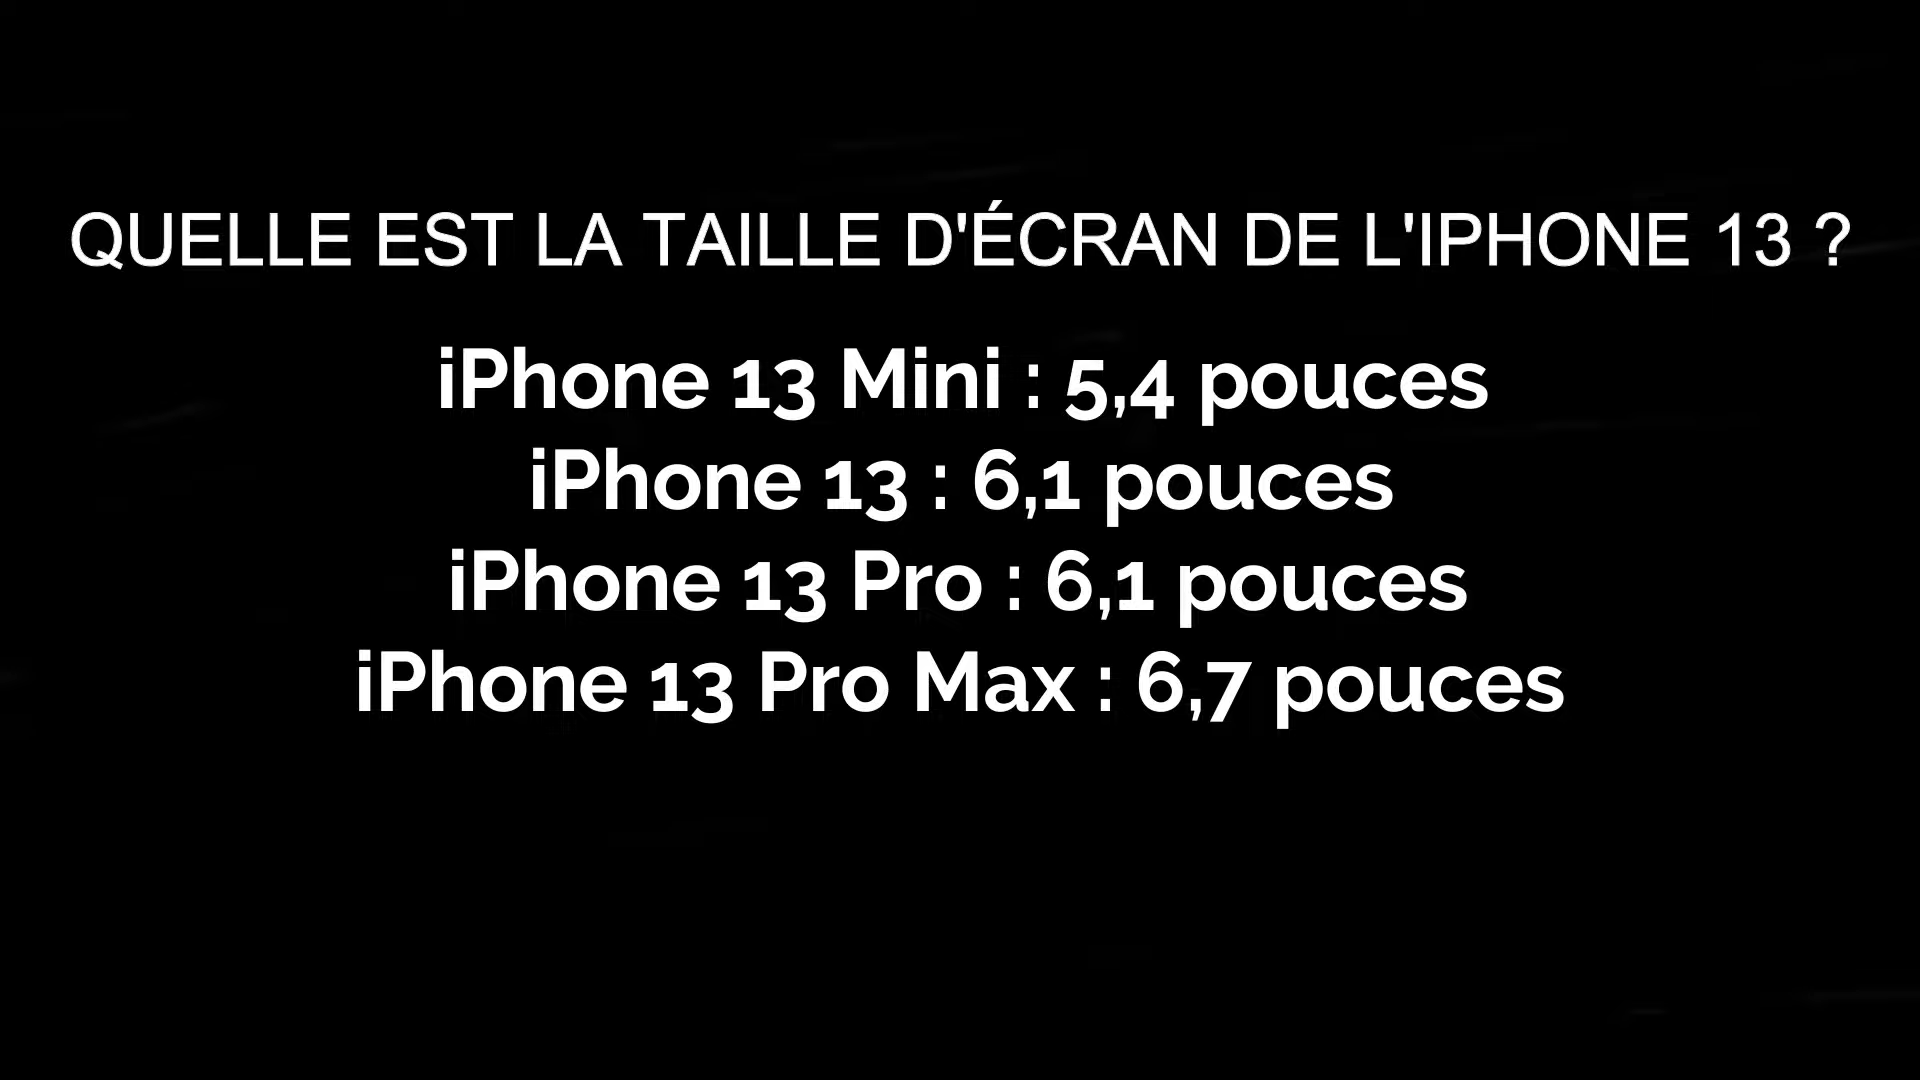 QUELLE EST LA TAILLE D'ÉCRAN DE L'IPHONE 13 ?
iPhone 13 Mini : 5,4 pouces
iPhone 13 : 6,1 pouces
iPhone 13 Pro : 6,1 pouces
iPhone 13 Pro Max : 6,7 pouces